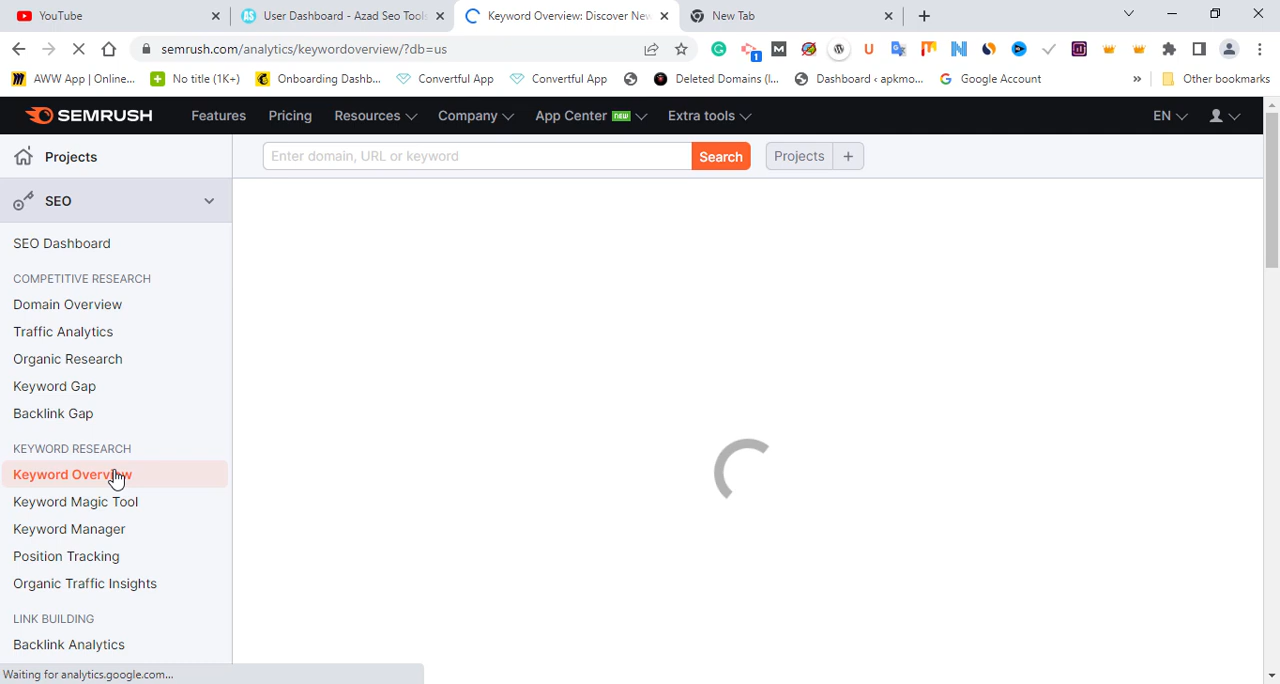 YouTube
User Dashboard - Azad Seo Tools
Keyword Overview: Discover New
New Tab
semrush.com/analytics/keywordoverview/?db=us
1
AWW App | Online...
No title (1K+)
Onboarding Dashb...
Convertful App
Convertful App
Deleted Domains (I...
Dashboard ‹ apkmo...
Google Account
»
Other bookmarks
SEMRUSH
Features
Pricing
Resources
Company
App Center NEW
Extra tools
EN
Projects
Enter domain, URL or keyword
Search
Projects
+
SEO
SEO Dashboard
COMPETITIVE RESEARCH
Domain Overview
Traffic Analytics
Organic Research
Keyword Gap
Backlink Gap
KEYWORD RESEARCH
Keyword Overview
Keyword Magic Tool
Keyword Manager
Position Tracking
Organic Traffic Insights
LINK BUILDING
Backlink Analytics
Waiting for analytics.google.com...